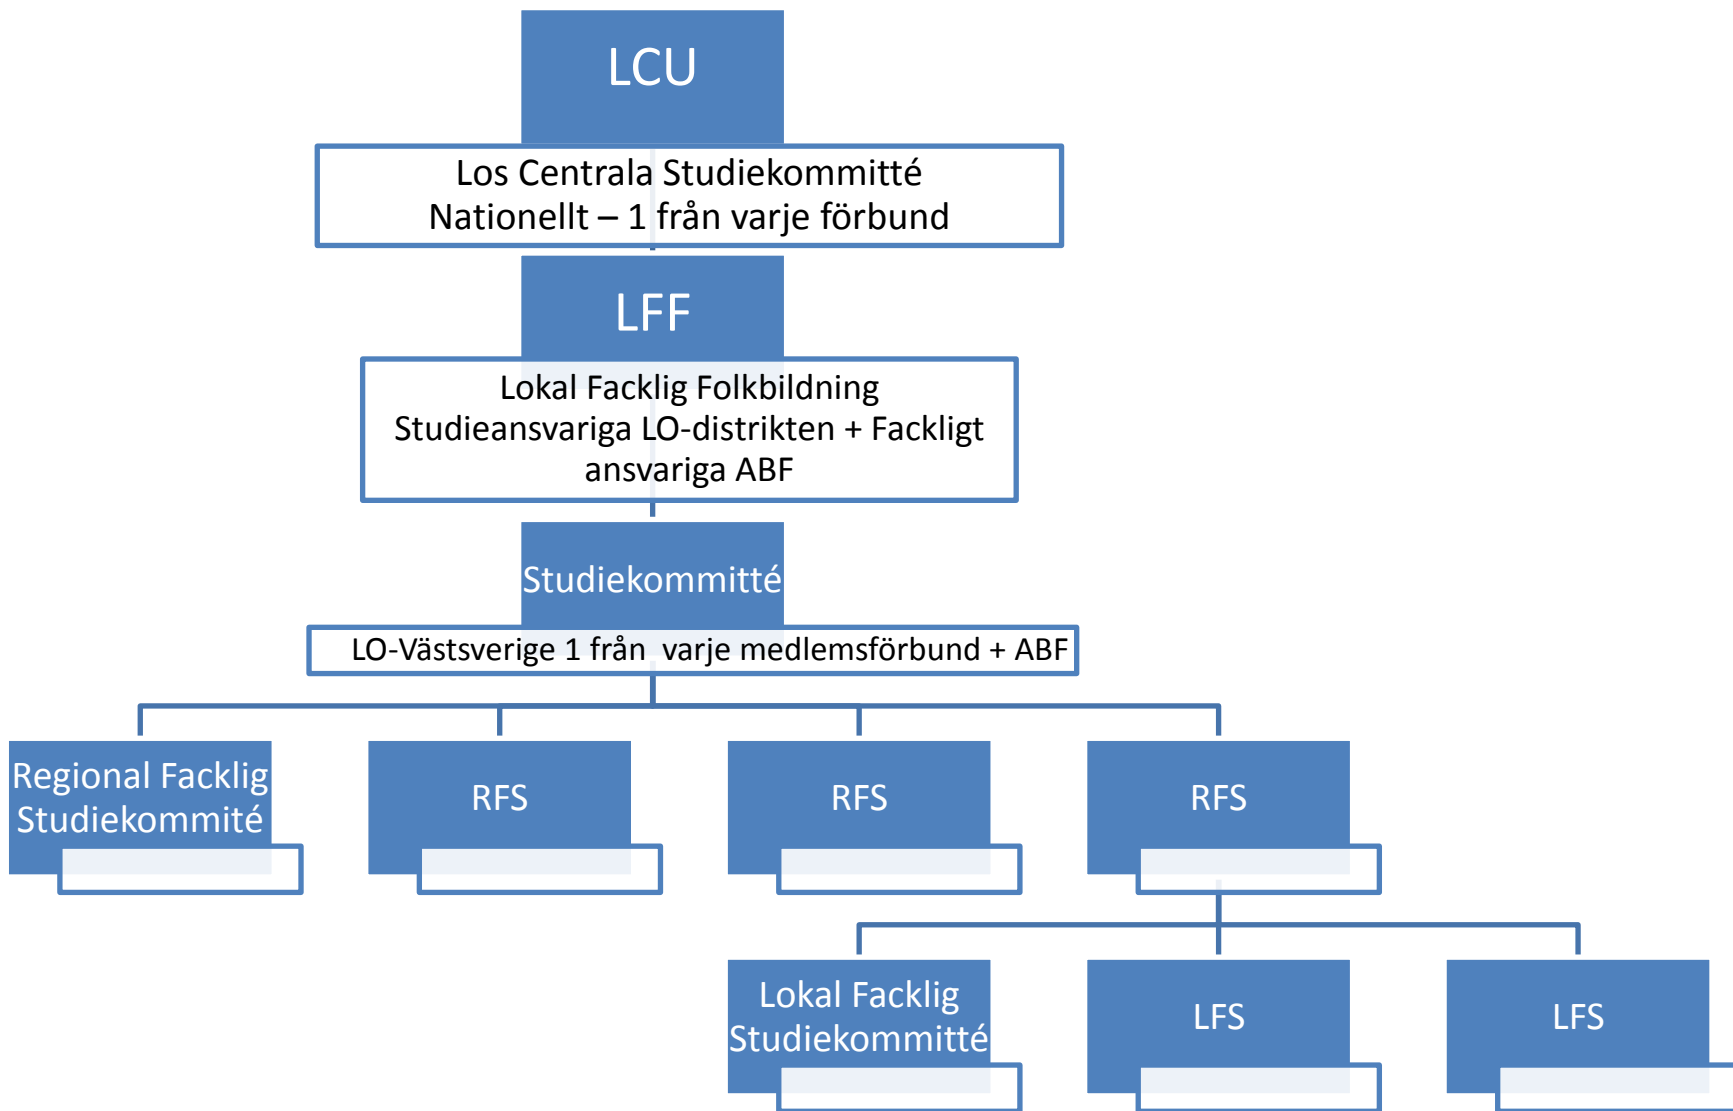 LCU
Los Centrala Studiekommitté
Nationellt – 1 från varje förbund
LFF
Lokal Facklig Folkbildning
Studieansvariga LO-distrikten + Fackligt
ansvariga ABF
Studiekommitté
LO-Västsverige 1 från varje medlemsförbund + ABF
Regional Facklig
Studiekommité
RFS
RFS
RFS
Lokal Facklig
Studiekommitté
LFS
LFS